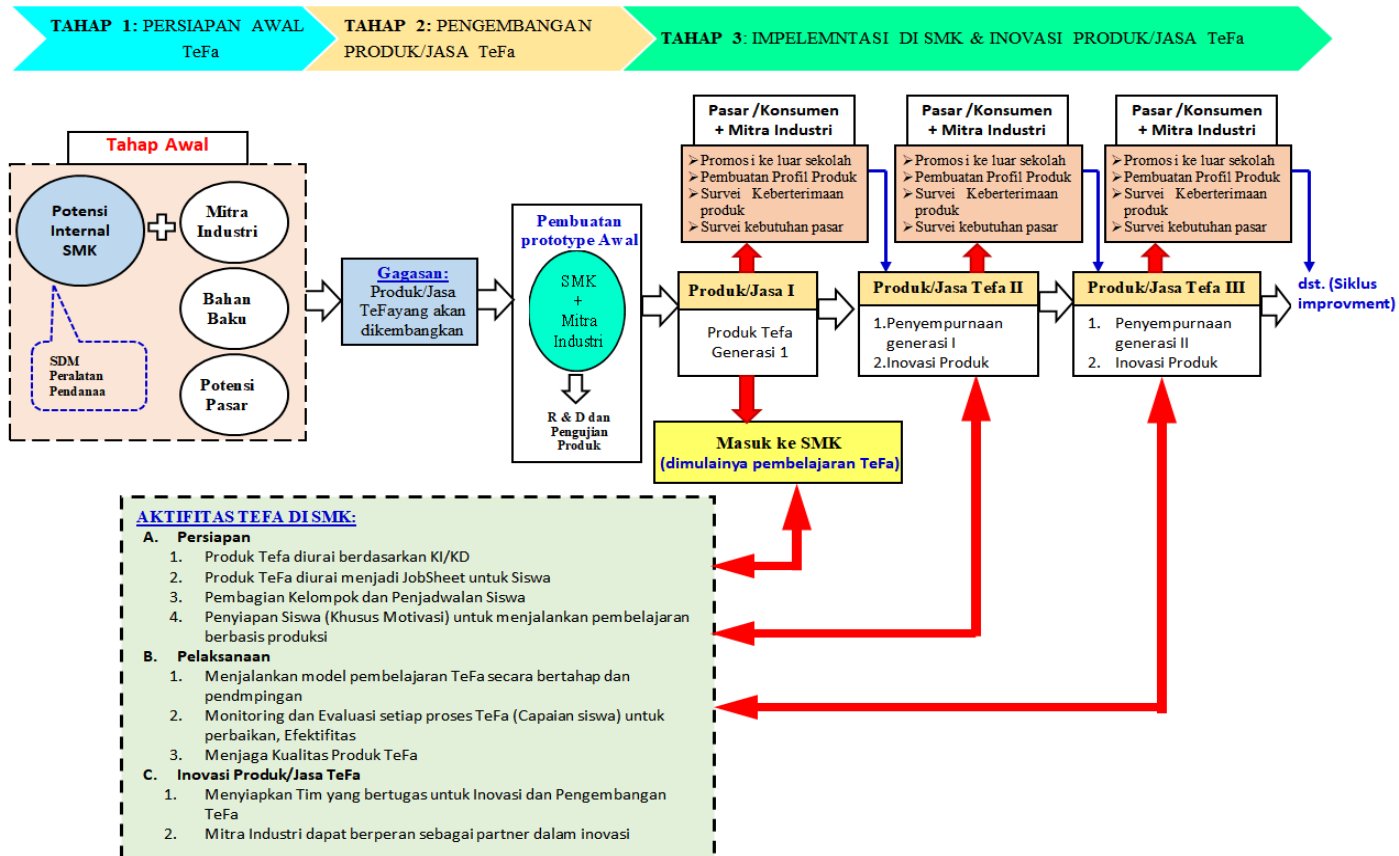 TAHAP 1: PERSIAPAN AWAL
TeFa
TAHAP 2: PENGEMBANGAN
PRODUK/JASA TeFa
TAHAP 3: IMPELEMNTASI DI SMK & INOVASI PRODUK/JASA TeFa
Tahap Awal
Potensi
Internal
SMK
Mitra
Industri
Bahan
Baku
Potensi
Pasar
SDM
Peralatan
Pendanaa
Gagasan:
Produk/Jasa
TeFayang akan
dikembangkan
Pembuatan
prototype Awal
SMK
+
Mitra
Industri
R & D dan
Pengujian
Produk
Pasar /Konsumen
+ Mitra Industri
➢Promosi ke luar sekolah
➢Pembuatan Profil Produk
➢Survei Keberterimaan
produk
➢Survei kebutuhan pasar
Produk/Jasa I
Produk Tefa
Generasi 1
Masuk ke SMK
(dimulainya pembelajaran TeFa)
Pasar /Konsumen
+ Mitra Industri
➢Promosi ke luar sekolah
➢Pembuatan Profil Produk
➢Survei Keberterimaan
produk
➢Survei kebutuhan pasar
Produk/Jasa Tefa II
1.Penyempurnaan
generasi I
2.Inovasi Produk
Pasar /Konsumen
+ Mitra Industri
➢Promosi ke luar sekolah
➢Pembuatan Profil Produk
➢Survei Keberterimaan
produk
➢Survei kebutuhan pasar
Produk/Jasa Tefa III
1. Penyempurnaan
generasi II
2. Inovasi Produk
dst. (Siklus
improvment)
AKTIFITAS TEFA DI SMK:
A. Persiapan
1. Produk Tefa diurai berdasarkan KI/KD
2. Produk TeFa diurai menjadi JobSheet untuk Siswa
3. Pembagian Kelompok dan Penjadwalan Siswa
4. Penyiapan Siswa (Khusus Motivasi) untuk menjalankan pembelajaran
berbasis produksi
B. Pelaksanaan
1. Menjalankan model pembelajaran TeFa secara bertahap dan
pendmpingan
2. Monitoring dan Evaluasi setiap proses TeFa (Capaian siswa) untuk
perbaikan, Efektifitas
3. Menjaga Kualitas Produk TeFa
C. Inovasi Produk/Jasa TeFa
1. Menyiapkan Tim yang bertugas untuk Inovasi dan Pengembangan
TeFa
2. Mitra Industri dapat berperan sebagai partner dalam inovasi